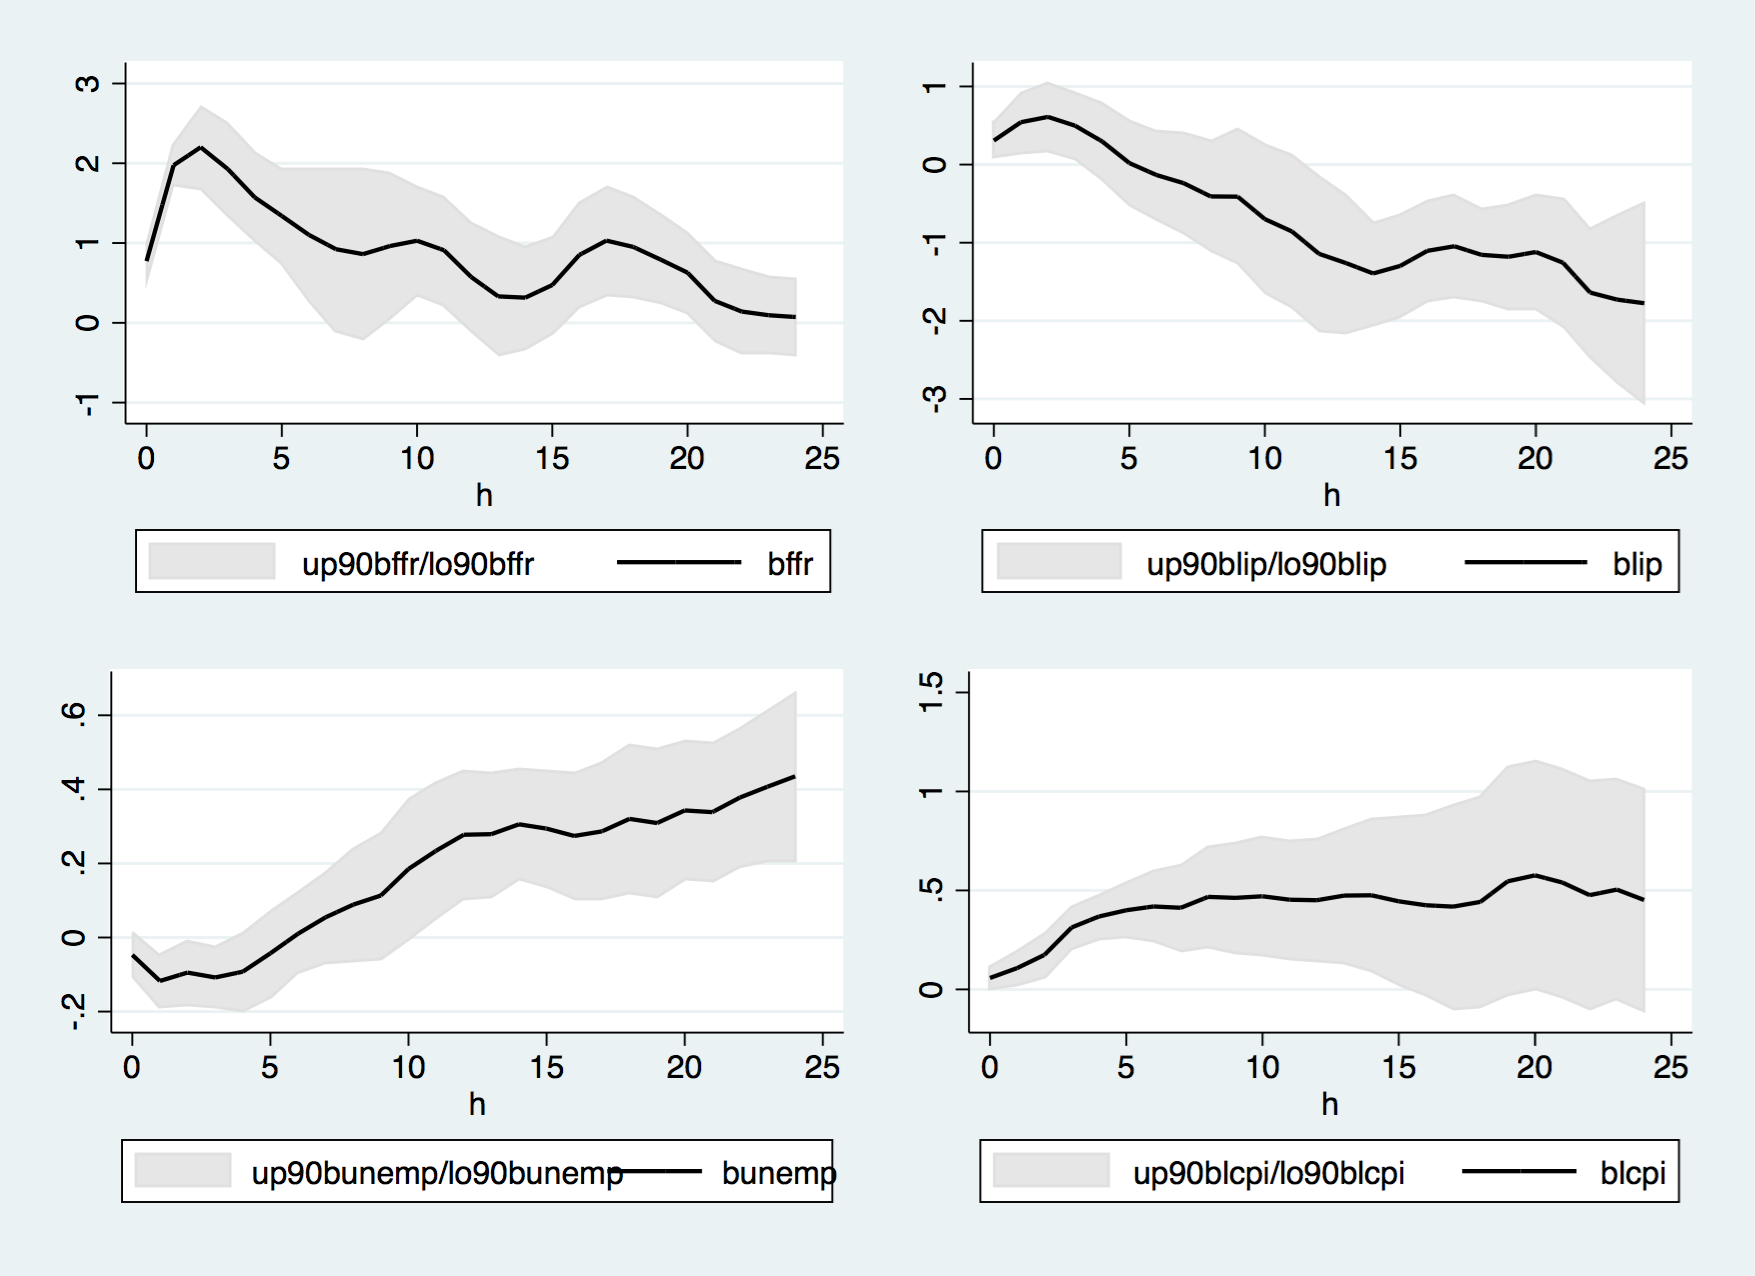 3
2
1
0
-1
0 5 10 15 20 25
h
up90bffr/lo90bffr bffr
1
0
-1
-2
-3
0 5 10 15 20 25
h
up90blip/lo90blip blip
.6
.4
.2
0
-.2
0 5 10 15 20 25
h
up90bunemp/lo90bunemp bunemp
1.5
1
.5
0
0 5 10 15 20 25
h
up90blcpi/lo90blcpi blcpi